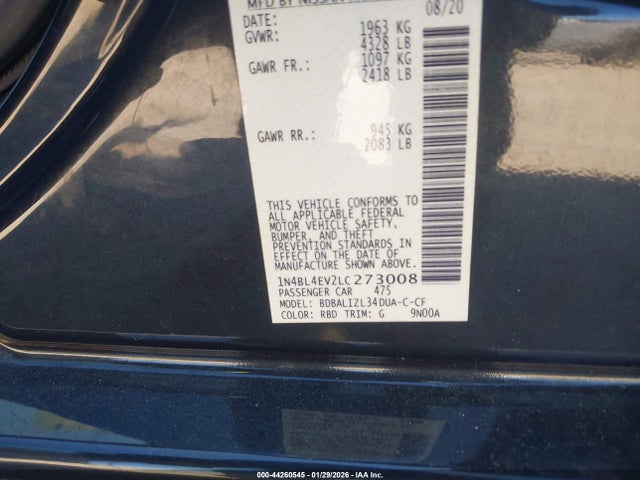 MFD BY NISSAN
DATE: 08/20
GVWR: 1963 KG
4328 LB
GAWR FR.: 1097 KG
2418 LB
GAWR RR.: 945 KG
2083 LB
THIS VEHICLE CONFORMS TO
ALL APPLICABLE FEDERAL
MOTOR VEHICLE SAFETY,
BUMPER, AND THEFT
PREVENTION STANDARDS IN
EFFECT ON THE DATE OF
MANUFACTURE SHOWN ABOVE.
1N4BL4EV2LC273008
PASSENGER CAR 475
MODEL: BDBALIZL34DUA-C-CF
COLOR: RBD TRIM: G 9N00A
000-44260545 - 01/29/2026 - IAA Inc.